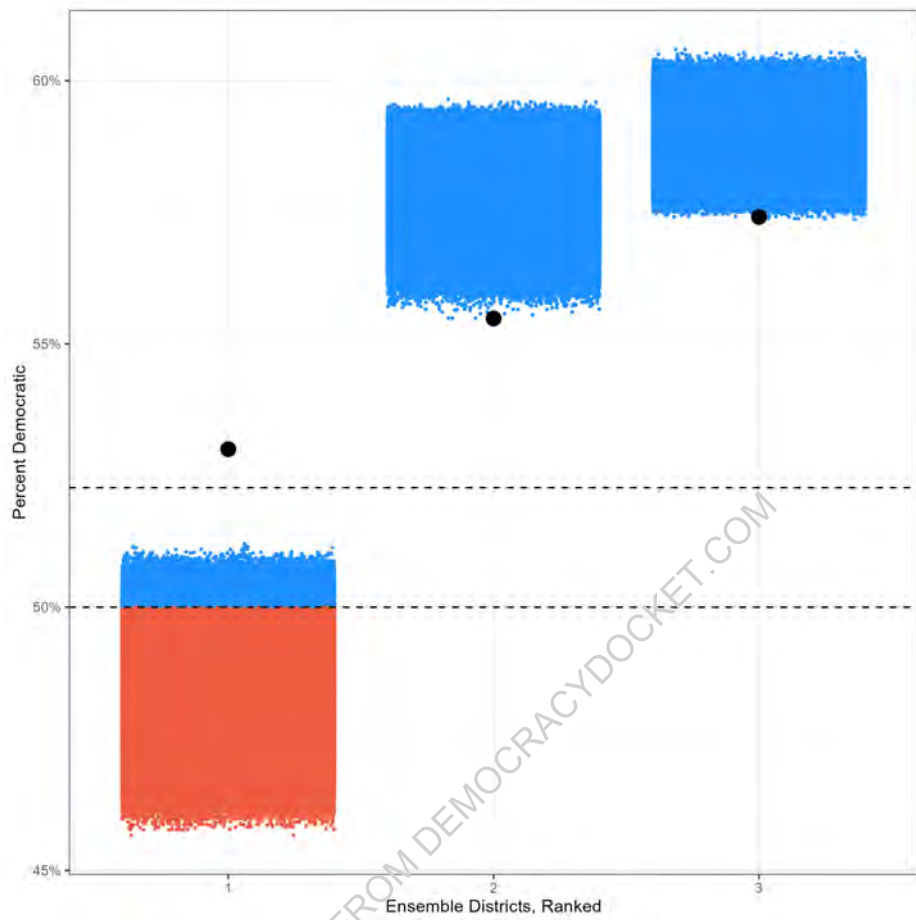 60%
55%
50%
45%
Percent Democratic
1
2
3
Ensemble Districts, Ranked
FROM DEMOCRACYDOCKET.COM